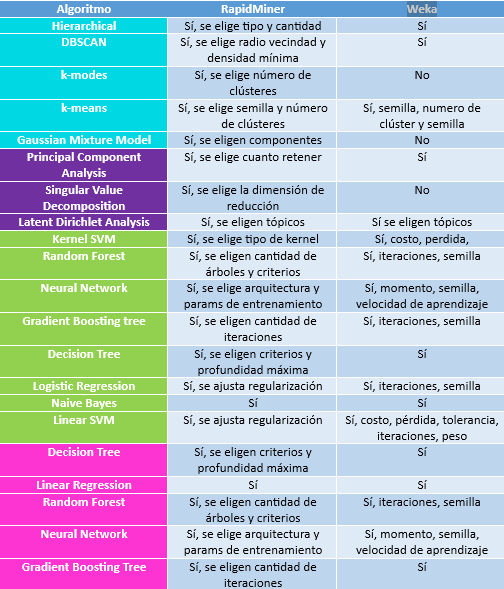 Algoritmo RapidMiner Weka
Hierarchical Sí, se elige tipo y cantidad Sí
DBSCAN Sí, se elige radio vecindad y Sí
densidad mínima
k-modes Sí, se elige número de No
clústeres
k-means Sí, se elige semilla y número Sí, semilla, numero de
de clústeres clúster y semilla
Gaussian Mixture Model Sí, se eligen componentes No
Principal Component Sí, se elige cuanto retener Sí
Analysis
Singular Value Sí, se elige la dimensión de No
Decomposition reducción
Latent Dirichlet Analysis Sí, se eligen tópicos Sí se eligen tópicos
Kernel SVM Sí, se elige tipo de kernel Sí, costo, perdida,
Random Forest Sí, se eligen cantidad de Sí, iteraciones, semilla
árboles y criterios
Neural Network Sí, se elige arquitectura y Sí, momento, semilla,
params de entrenamiento velocidad de aprendizaje
Gradient Boosting tree Sí, se eligen cantidad de Sí, iteraciones, semilla
iteraciones
Decision Tree Sí, se eligen criterios y Sí
profundidad máxima
Logistic Regression Sí, se ajusta regularización Sí, iteraciones, semilla
Naive Bayes Sí Sí
Linear SVM Sí, se ajusta regularización Sí, costo, pérdida, tolerancia,
iteraciones, peso
Decision Tree Sí, se eligen criterios y Sí
profundidad máxima
Linear Regression Sí Sí
Random Forest Sí, se eligen cantidad de Sí, iteraciones, semilla
árboles y criterios
Neural Network Sí, se elige arquitectura y Sí, momento, semilla,
params de entrenamiento velocidad de aprendizaje
Gradient Boosting Tree Sí, se eligen cantidad de Sí
iteraciones